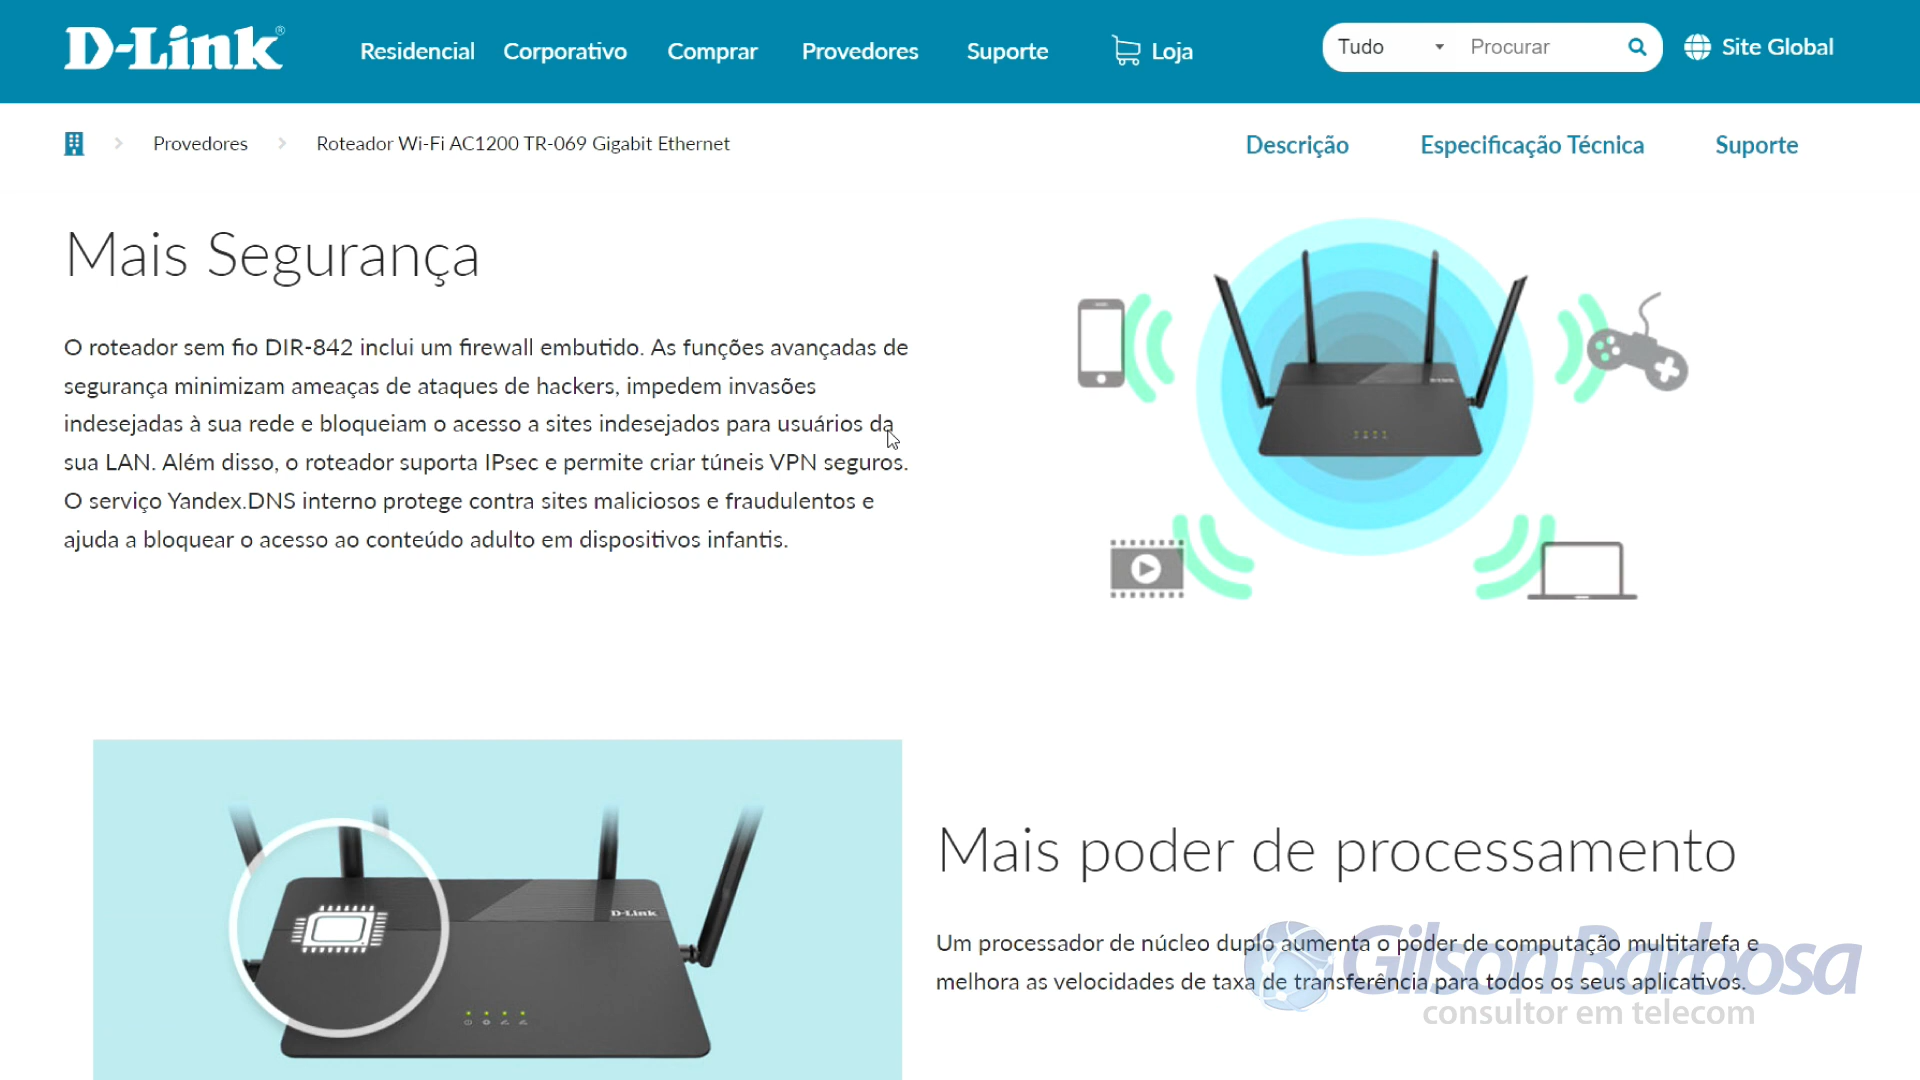 D-Link®
Residencial
Corporativo
Comprar
Provedores
Suporte
Loja
Tudo
Procurar
Site Global
Provedores
Roteador Wi-Fi AC1200 TR-069 Gigabit Ethernet
Descrição
Especificação Técnica
Suporte
Mais Segurança
O roteador sem fio DIR-842 inclui um firewall embutido. As funções avançadas de
segurança minimizam ameaças de ataques de hackers, impedem invasões
indesejadas à sua rede e bloqueiam o acesso a sites indesejados para usuários da
sua LAN. Além disso, o roteador suporta IPsec e permite criar túneis VPN seguros.
O serviço Yandex.DNS interno protege contra sites maliciosos e fraudulentos e
ajuda a bloquear o acesso ao conteúdo adulto em dispositivos infantis.
D-Link
D-Link
Mais poder de processamento
Um processador de núcleo duplo aumenta o poder de computação multitarefa e
melhora as velocidades de taxa de transferência para todos os seus aplicativos.
Gilson Barbosa
consultor em telecom